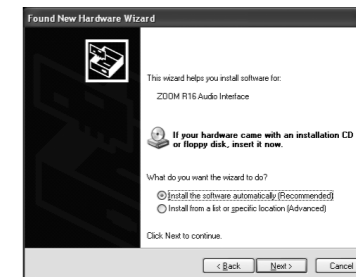 Found New Hardware Wizard
This wizard helps you install software for:
ZOOM R16 Audio Interface
If your hardware came with an installation CD
or floppy disk, insert it now.
What do you want the wizard to do?
Install the software automatically (Recommended)
Install from a list or specific location (Advanced)
Click Next to continue.
< Back
Next >
Cancel